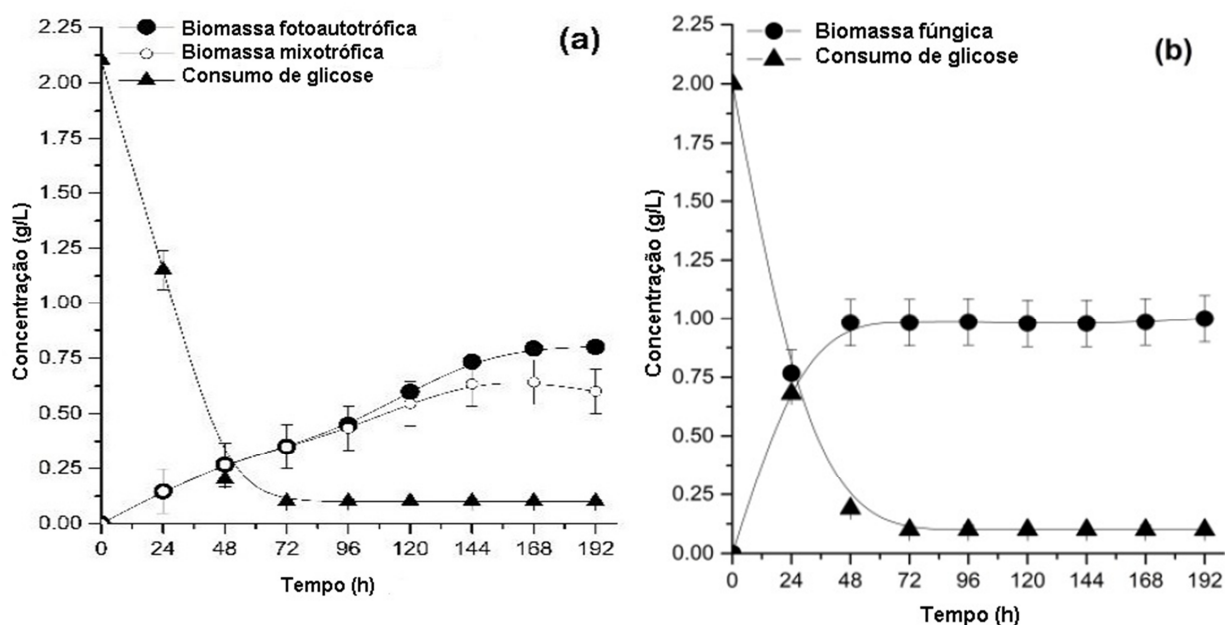 Biomassa fotoautotrófica
Biomassa mixotrófica
Consumo de glicose
(a)
2.25
2.00
1.75
1.50
1.25
1.00
0.75
0.50
0.25
0.00
Concentração (g/L)
0 24 48 72 96 120 144 168 192
Tempo (h)
Biomassa fúngica
Consumo de glicose
(b)
2.25
2.00
1.75
1.50
1.25
1.00
0.75
0.50
0.25
0.00
Concentração (g/L)
0 24 48 72 96 120 144 168 192
Tempo (h)